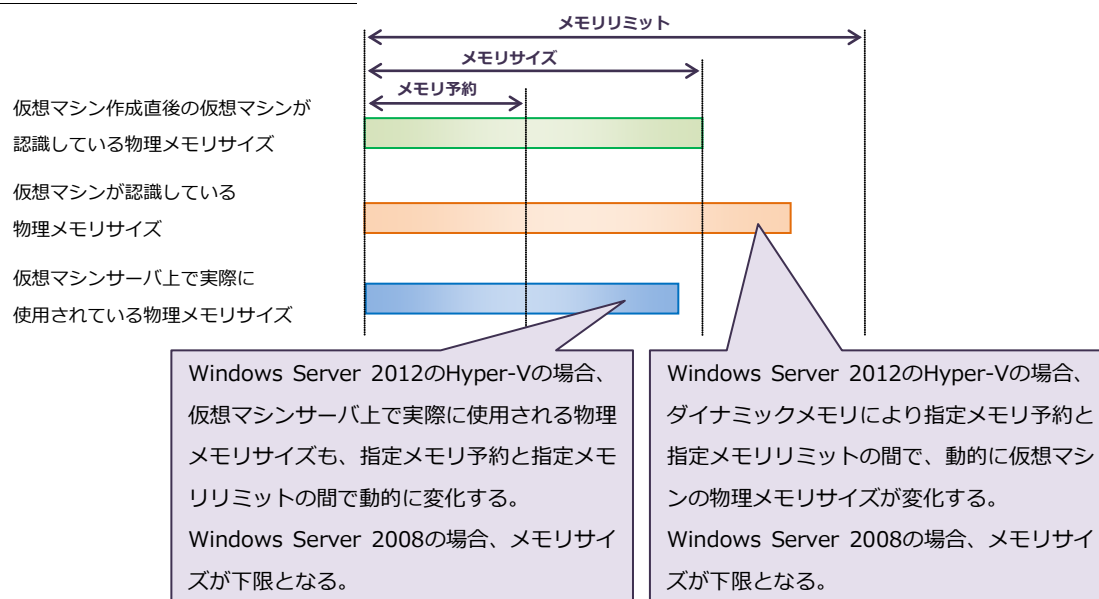 メモリリミット
メモリサイズ
メモリ予約
仮想マシン作成直後の仮想マシンが
認識している物理メモリサイズ
仮想マシンが認識している
物理メモリサイズ
仮想マシンサーバ上で実際に
使用されている物理メモリサイズ
Windows Server 2012のHyper-Vの場合、
仮想マシンサーバ上で実際に使用される物理
メモリサイズも、指定メモリ予約と指定メモ
リリミットの間で動的に変化する。
Windows Server 2008の場合、メモリサイ
ズが下限となる。
Windows Server 2012のHyper-Vの場合、
ダイナミックメモリにより指定メモリ予約と
指定メモリリミットの間で、動的に仮想マシ
ンの物理メモリサイズが変化する。
Windows Server 2008の場合、メモリサイ
ズが下限となる。